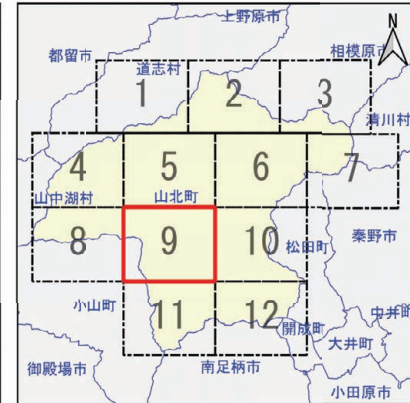 上野原市
N
都留市
相模原市
道志村
1
2
3
清川村
4
5
6
7
山中湖村
山北町
8
9
10
松田町
秦野市
小山町
11
12
開成町
中井町
大井町
御殿場市
南足柄市
小田原市